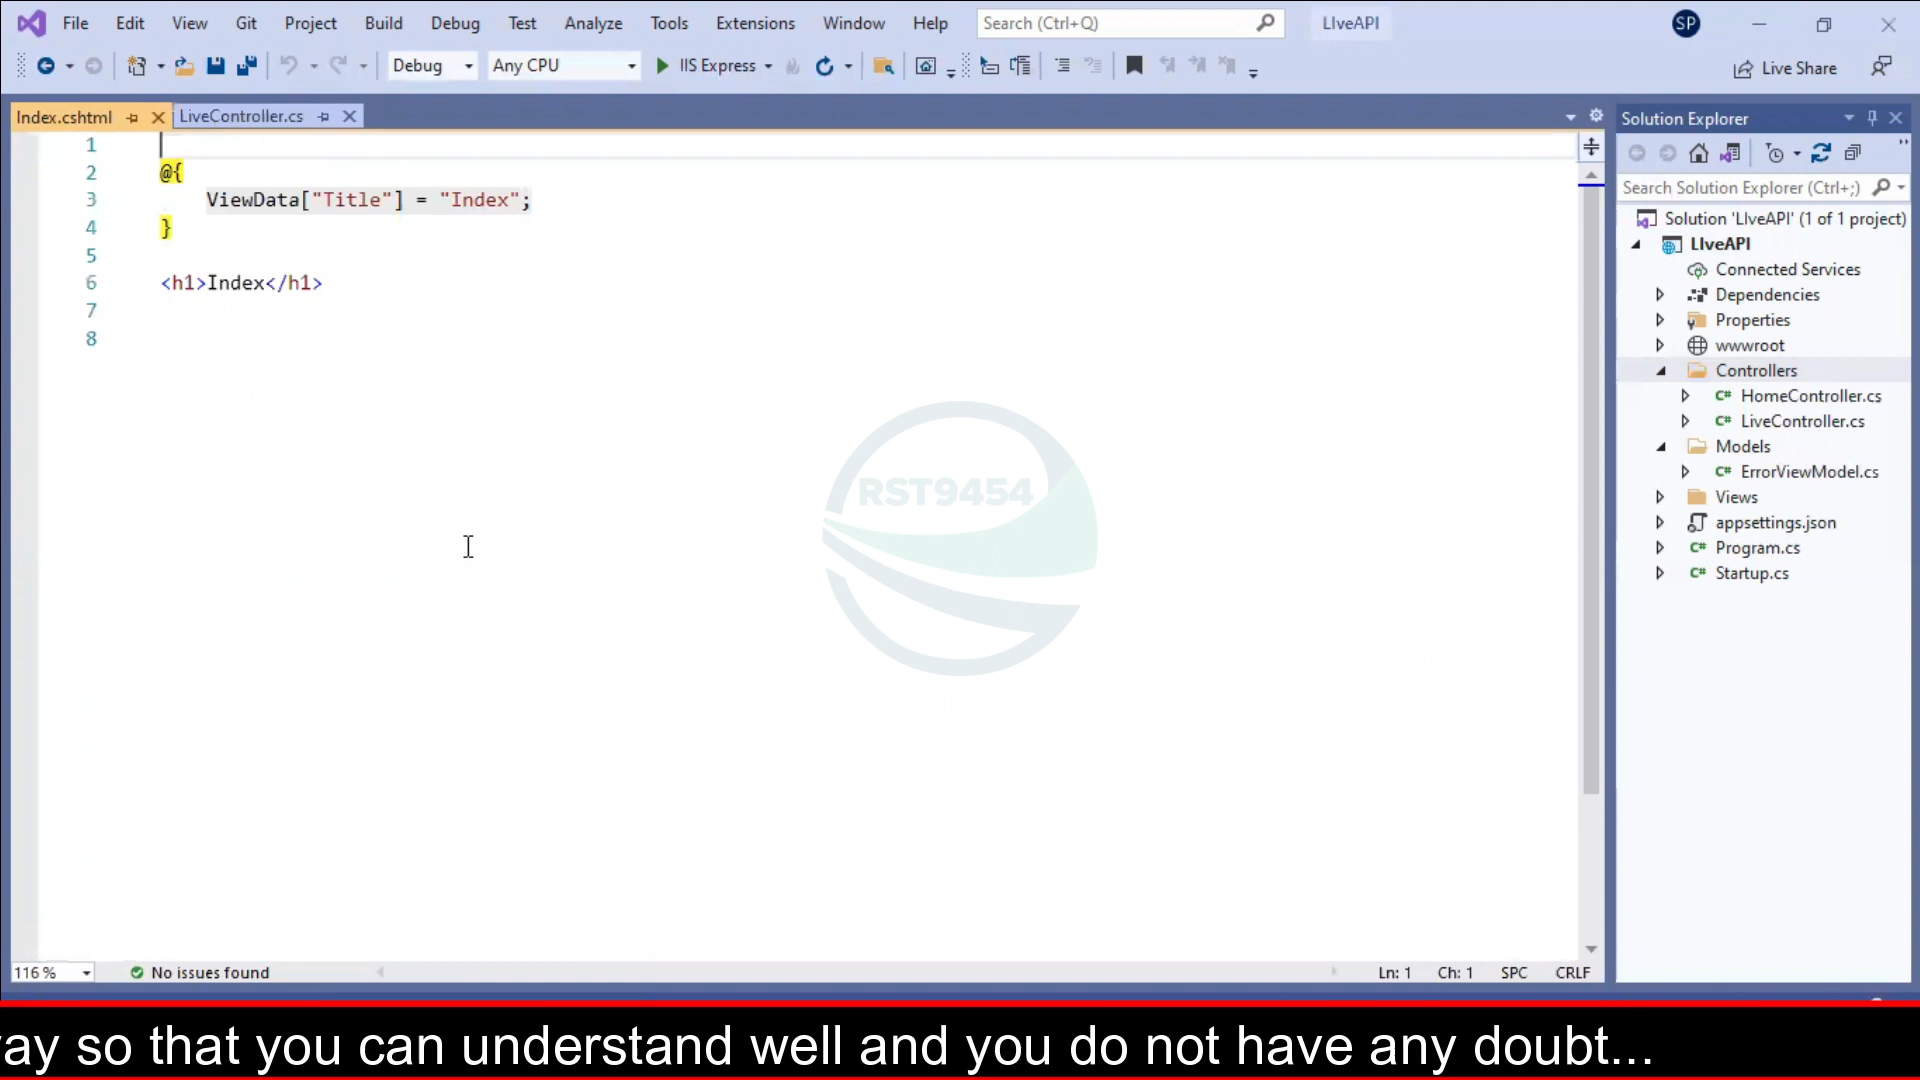 File Edit View Git Project Build Debug Test Analyze Tools Extensions Window Help Search (Ctrl+Q) LIveAPI SP
Debug Any CPU IIS Express Live Share
Index.cshtml LiveController.cs
1
2 @{
3 ViewData["Title"] = "Index";
4 }
5
6 <h1>Index</h1>
7
8
RST9454
Solution Explorer
Search Solution Explorer (Ctrl+;)
Solution 'LIveAPI' (1 of 1 project)
LIveAPI
Connected Services
Dependencies
Properties
wwwroot
Controllers
C# HomeController.cs
C# LiveController.cs
Models
C# ErrorViewModel.cs
Views
appsettings.json
C# Program.cs
C# Startup.cs
116 % No issues found Ln: 1 Ch: 1 SPC CRLF
so that you can understand well and you do not have any doubt...